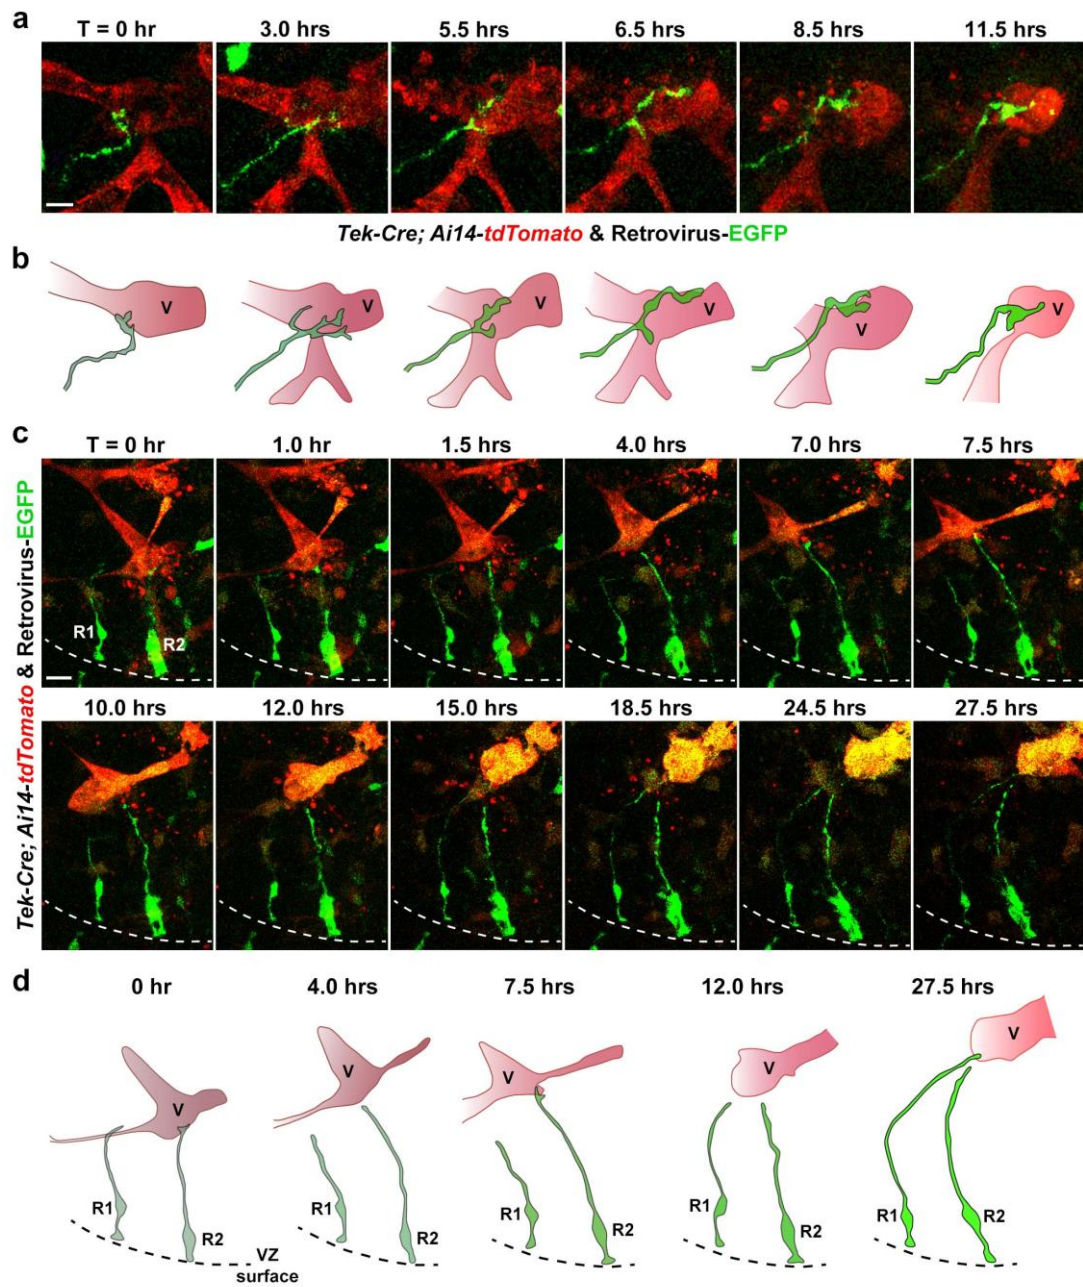 a
T = 0 hr 3.0 hrs 5.5 hrs 6.5 hrs 8.5 hrs 11.5 hrs
Tek-Cre; Ai14-tdTomato & Retrovirus-EGFP
b
V V V V V V
c
T = 0 hr 1.0 hr 1.5 hrs 4.0 hrs 7.0 hrs 7.5 hrs
R1 R2
Tek-Cre; Ai14-tdTomato & Retrovirus-EGFP
10.0 hrs 12.0 hrs 15.0 hrs 18.5 hrs 24.5 hrs 27.5 hrs
d
0 hr 4.0 hrs 7.5 hrs 12.0 hrs 27.5 hrs
V V V V V
R1 R2 R1 R2 R1 R2 R1 R2 R1 R2
VZ
surface